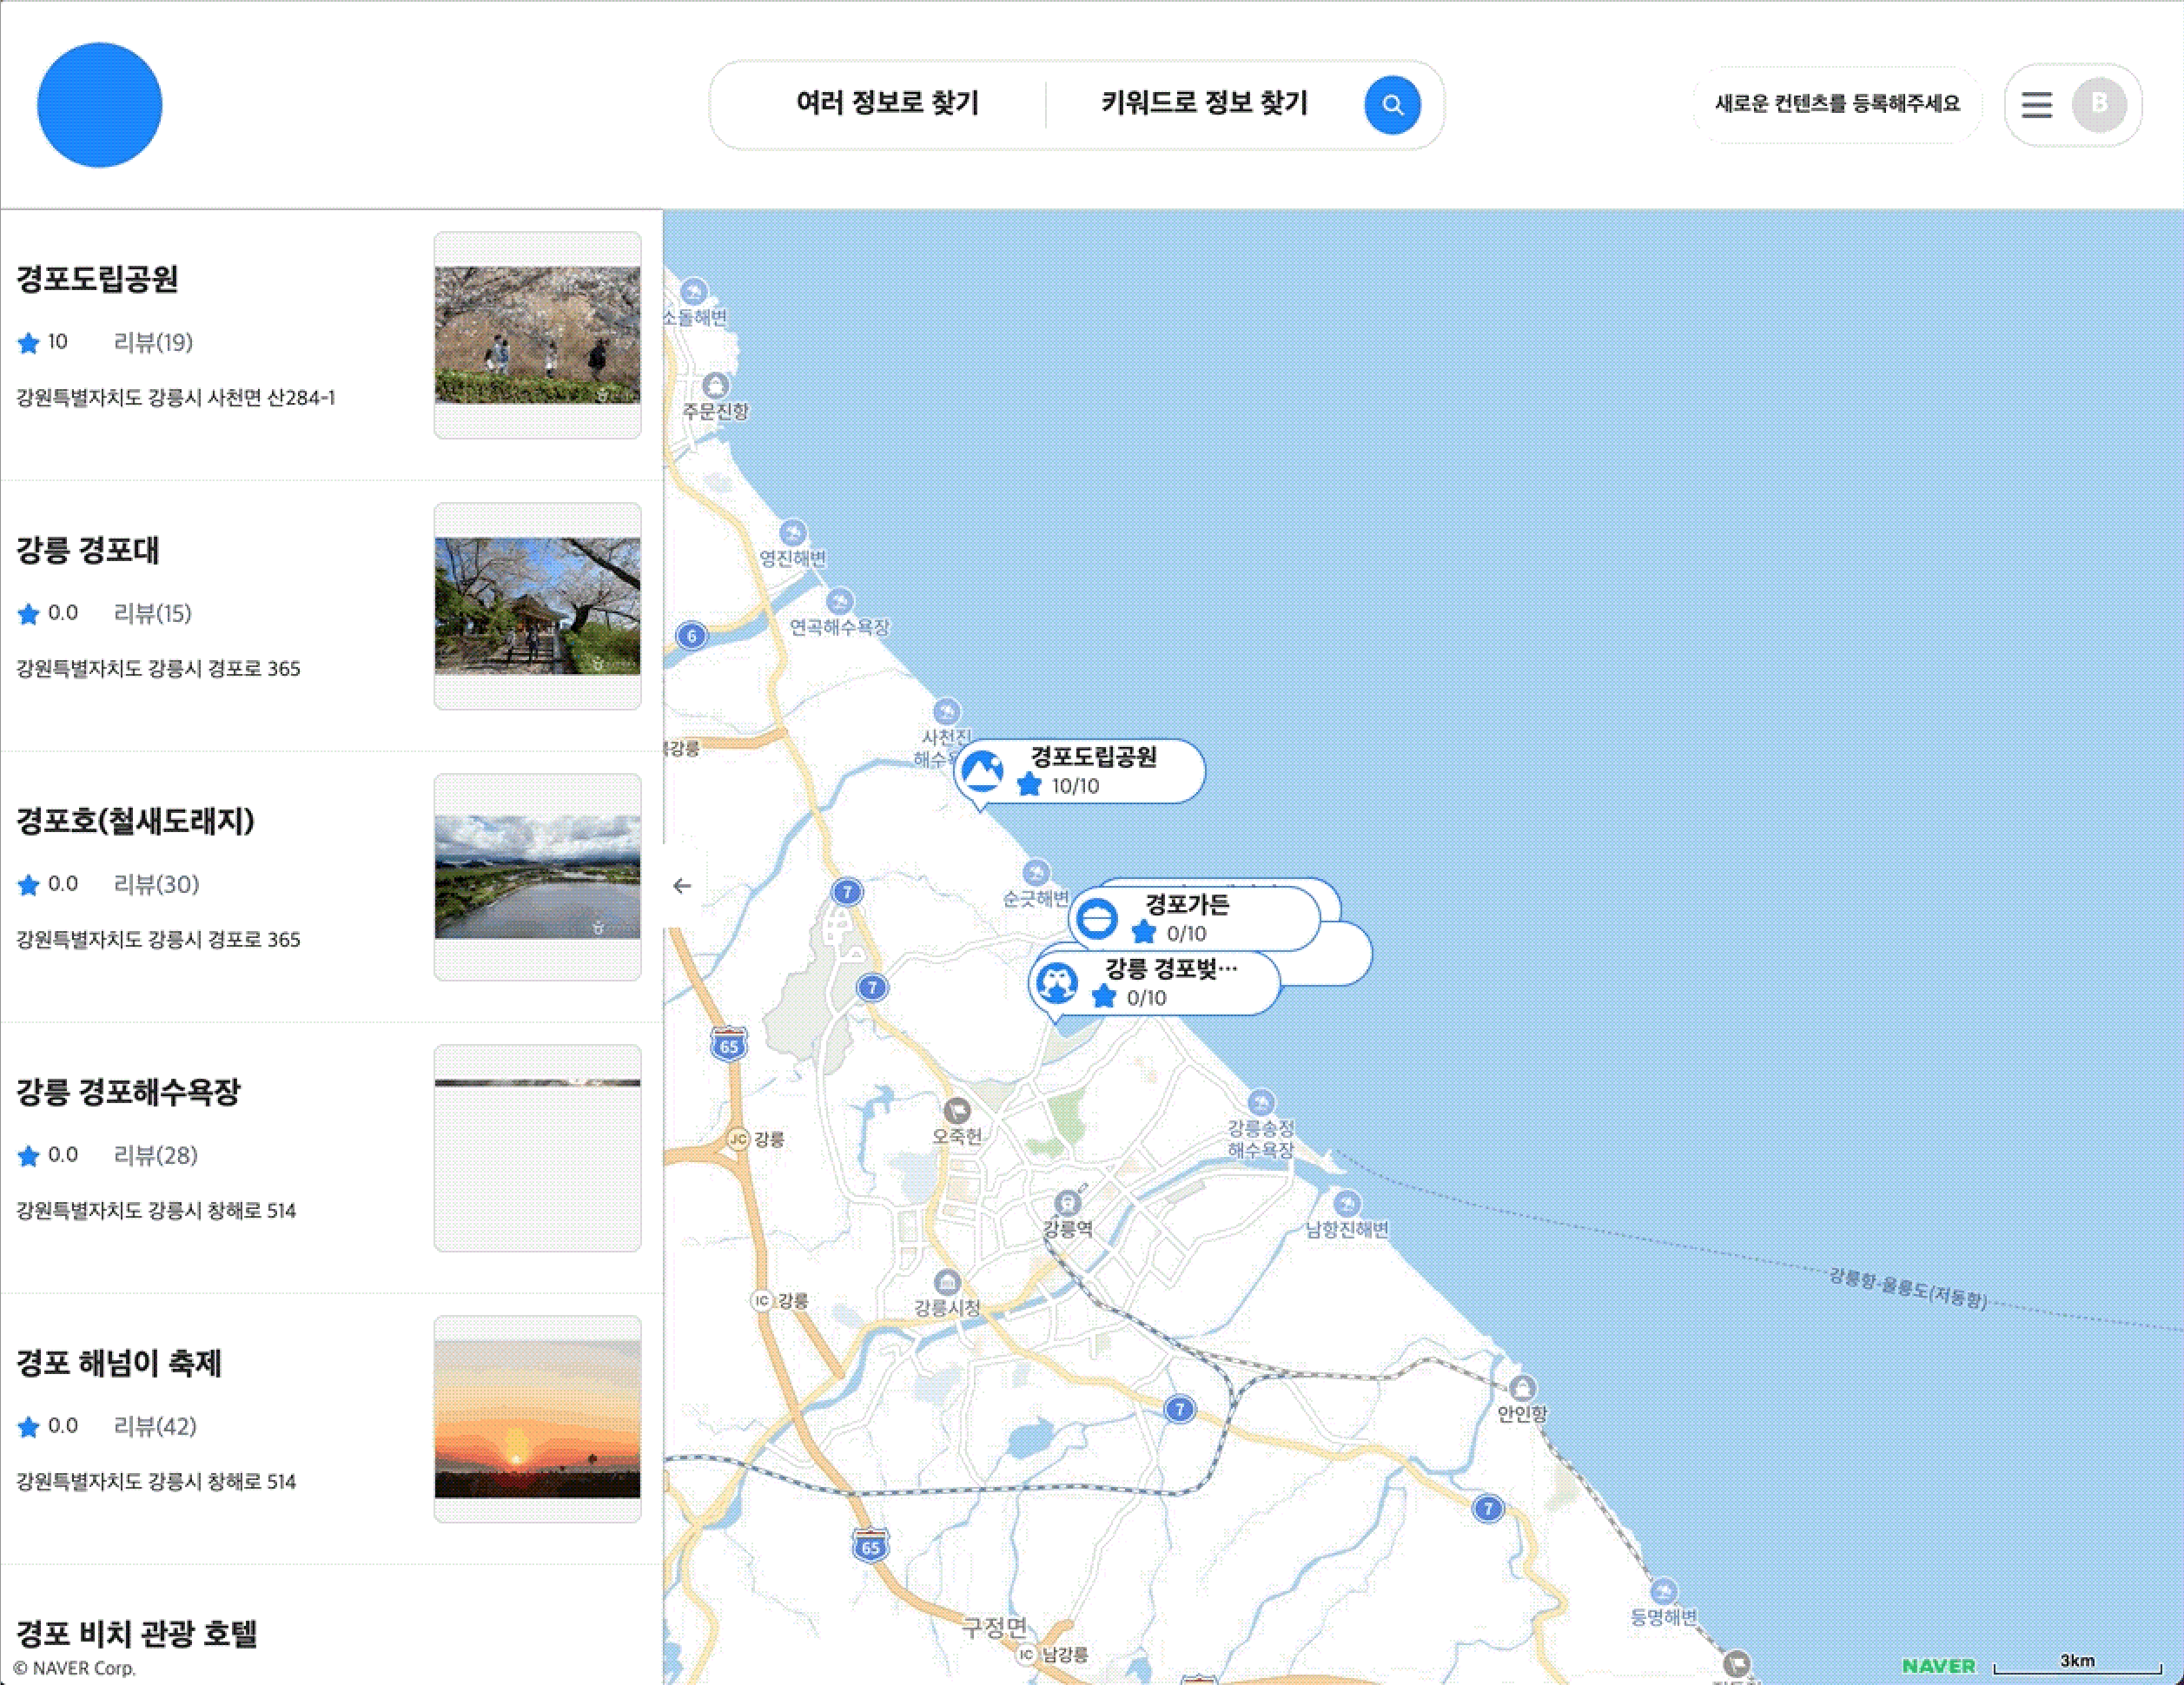 여러 정보로 찾기
키워드로 정보 찾기
새로운 컨텐츠를 등록해주세요
B
경포도립공원
10 리뷰(19)
강원특별자치도 강릉시 사천면 산284-1
강릉 경포대
0.0 리뷰(15)
강원특별자치도 강릉시 경포로 365
경포호(철새도래지)
0.0 리뷰(30)
강원특별자치도 강릉시 경포로 365
강릉 경포해수욕장
0.0 리뷰(28)
강원특별자치도 강릉시 창해로 514
경포 해넘이 축제
0.0 리뷰(42)
강원특별자치도 강릉시 창해로 514
경포 비치 관광 호텔
© NAVER Corp.
소돌해변
주문진항
영진해변
연곡해수욕장
6
사천진
북강릉
경포도립공원
10/10
7
순긋해변
경포가든
0/10
강릉 경포벚…
0/10
7
65
오죽헌
JC 강릉
강릉송정
해수욕장
강릉역
남항진해변
강릉항-울릉도(저동항)
IC 강릉
강릉시청
7
안인항
7
65
등명해변
구정면
IC 남강릉
NAVER
3km